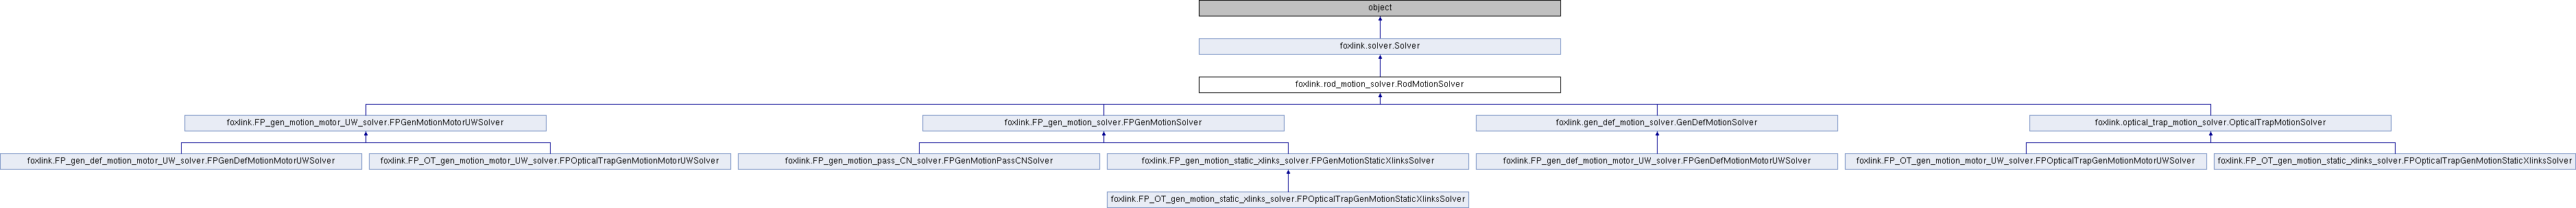 object
foxlink.solver.Solver
foxlink.rod_motion_solver.RodMotionSolver
foxlink.FP_gen_motion_motor_UW_solver.FPGenMotionMotorUWSolver
foxlink.FP_gen_motion_solver.FPGenMotionSolver
foxlink.gen_def_motion_solver.GenDefMotionSolver
foxlink.optical_trap_motion_solver.OpticalTrapMotionSolver
foxlink.FP_gen_def_motion_motor_UW_solver.FPGenDefMotionMotorUWSolver
foxlink.FP_OT_gen_motion_motor_UW_solver.FPOpticalTrapGenMotionMotorUWSolver
foxlink.FP_gen_motion_pass_CN_solver.FPGenMotionPassCNSolver
foxlink.FP_gen_motion_static_xlinks_solver.FPGenMotionStaticXlinksSolver
foxlink.FP_gen_def_motion_motor_UW_solver.FPGenDefMotionMotorUWSolver
foxlink.FP_OT_gen_motion_motor_UW_solver.FPOpticalTrapGenMotionMotorUWSolver
foxlink.FP_OT_gen_motion_static_xlinks_solver.FPOpticalTrapGenMotionStaticXlinksSolver
foxlink.FP_OT_gen_motion_static_xlinks_solver.FPOpticalTrapGenMotionStaticXlinksSolver